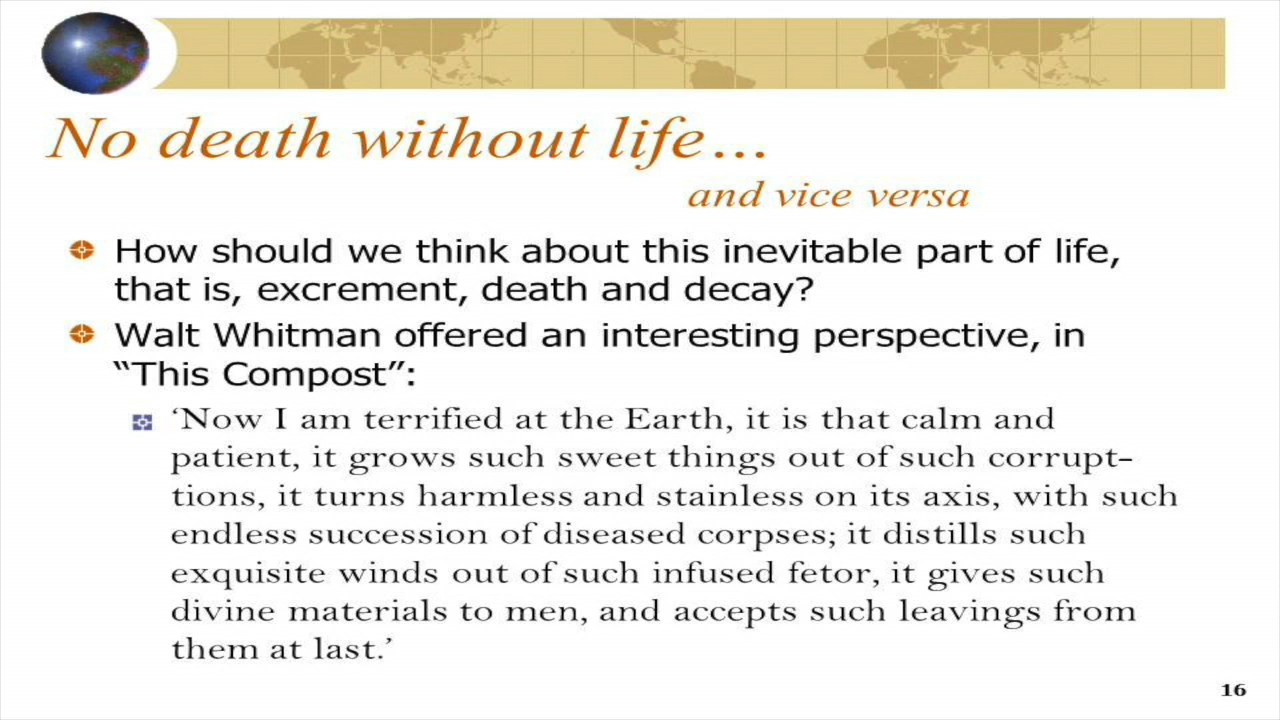 No death without life…
and vice versa
How should we think about this inevitable part of life,
that is, excrement, death and decay?
Walt Whitman offered an interesting perspective, in
“This Compost”:
‘Now I am terrified at the Earth, it is that calm and
patient, it grows such sweet things out of such corrupt-
tions, it turns harmless and stainless on its axis, with such
endless succession of diseased corpses; it distills such
exquisite winds out of such infused fetor, it gives such
divine materials to men, and accepts such leavings from
them at last.’
16